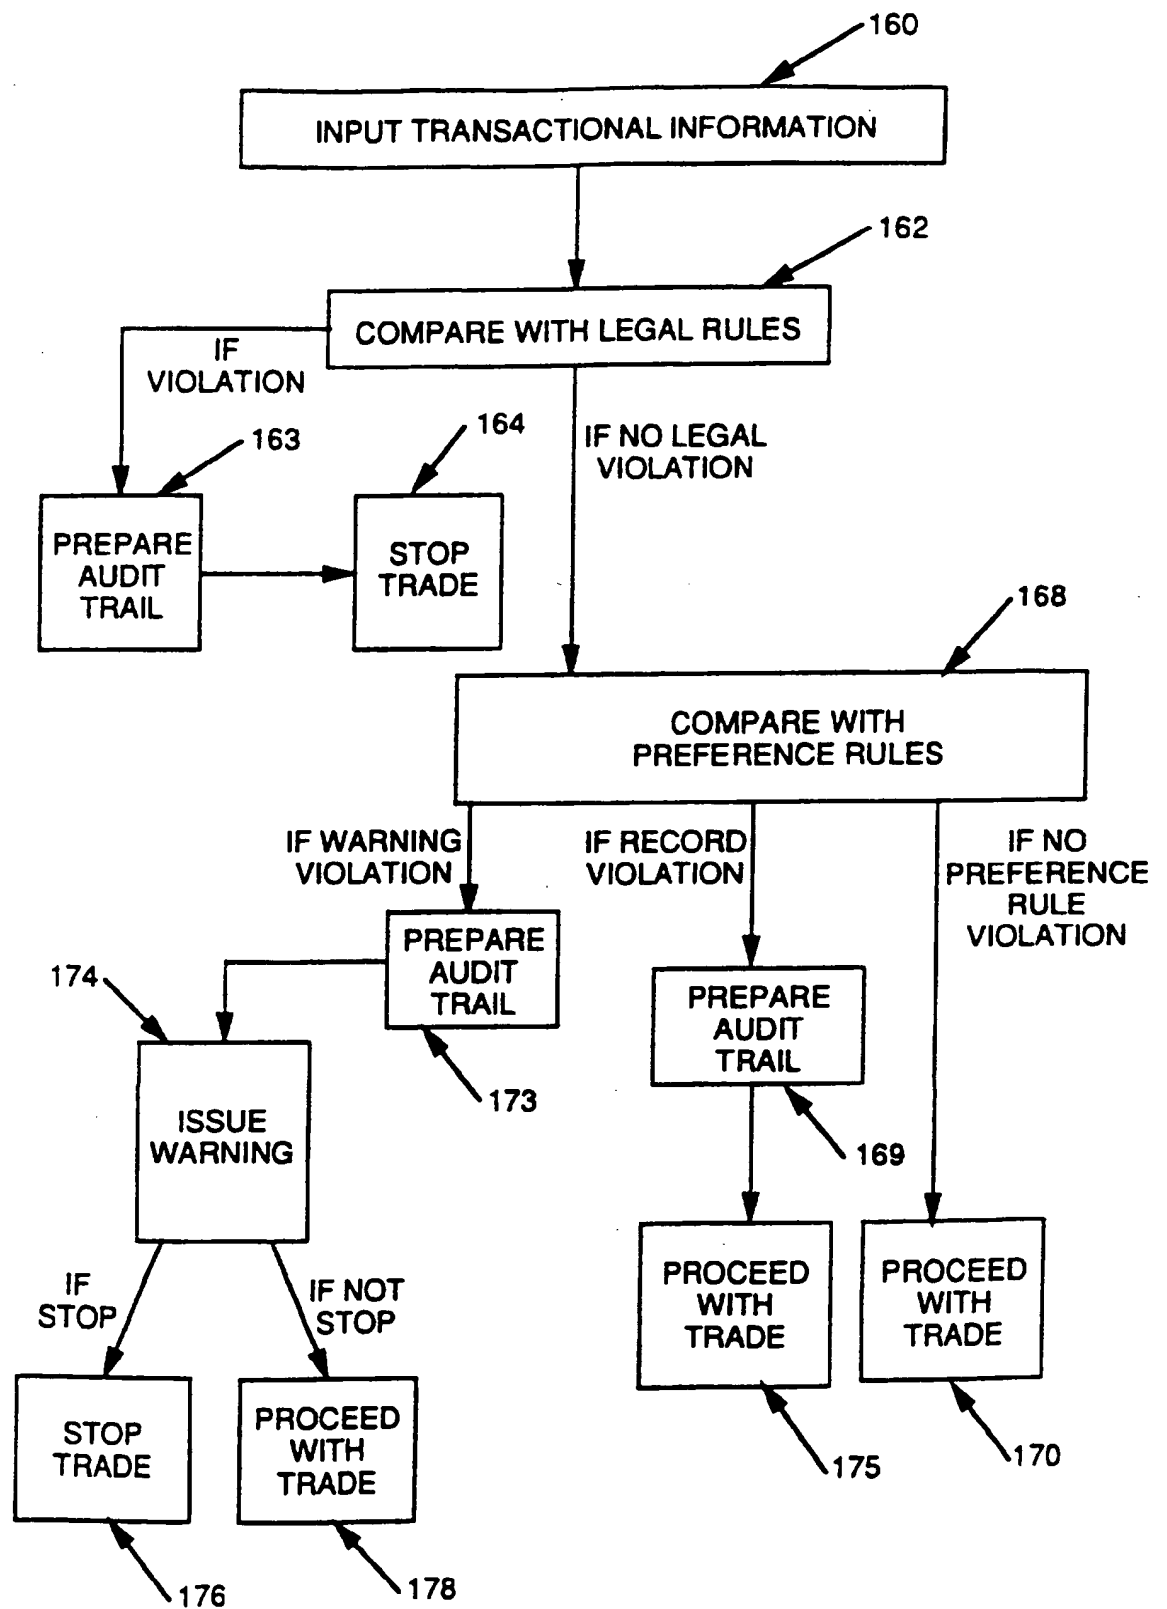 160
INPUT TRANSACTIONAL INFORMATION
162
COMPARE WITH LEGAL RULES
IF
VIOLATION
163
164
IF NO LEGAL
VIOLATION
PREPARE
AUDIT
TRAIL
STOP
TRADE
168
COMPARE WITH
PREFERENCE RULES
IF WARNING
VIOLATION
IF RECORD
VIOLATION
IF NO
PREFERENCE
RULE
VIOLATION
PREPARE
AUDIT
TRAIL
173
174
ISSUE
WARNING
PREPARE
AUDIT
TRAIL
169
IF
STOP
IF NOT
STOP
PROCEED
WITH
TRADE
175
PROCEED
WITH
TRADE
170
STOP
TRADE
176
PROCEED
WITH
TRADE
178